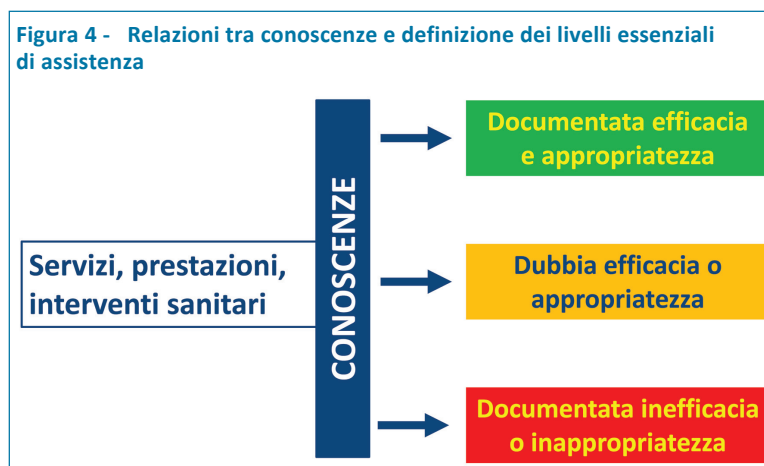 Figura 4 - Relazioni tra conoscenze e definizione dei livelli essenziali
di assistenza
Documentata efficacia
e appropriatezza
CONOSCENZE
Servizi, prestazioni,
interventi sanitari
Dubbia efficacia o
appropriatezza
Documentata inefficacia
o inappropriatezza